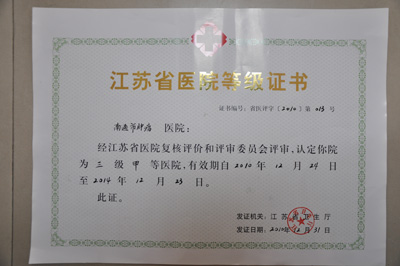 江苏省医院等级证书
证书编号:省医评字(2010)第 013 号
南通市肿瘤 医院:
经江苏省医院复核评价和评审委员会评审、认定你院
为 三 级 甲 等医院,有效期自 2010 年 12 月 24 日
至 2014 年 12 月 23 日。
此证。
发证机关:江苏省卫生厅
发证日期:2010年12月31日